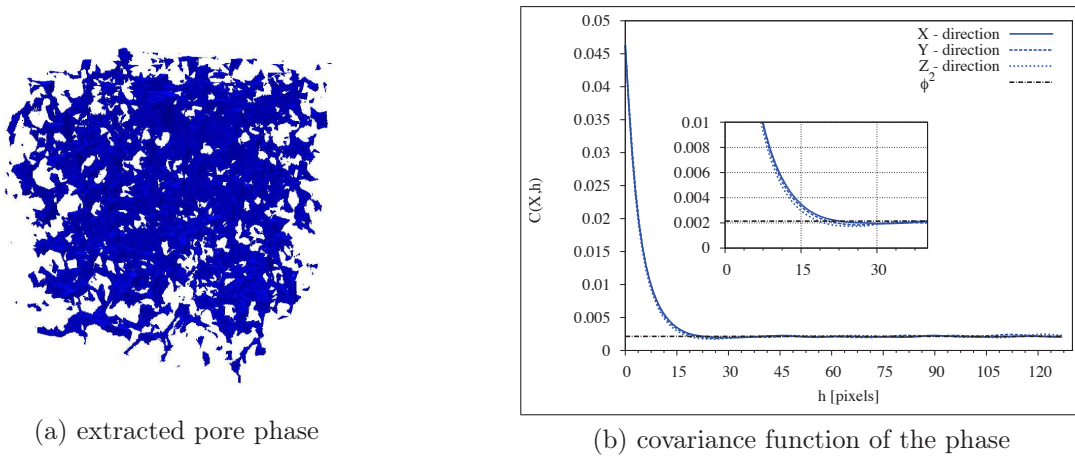 0.05
0.045
0.04
0.035
0.03
0.025
0.02
0.015
0.01
0.005
0
C(X,h)
X - direction
Y - direction
Z - direction
ϕ²
0.01
0.008
0.006
0.004
0.002
0
0 15 30
0 15 30 45 60 75 90 105 120
h [pixels]
(a) extracted pore phase
(b) covariance function of the phase